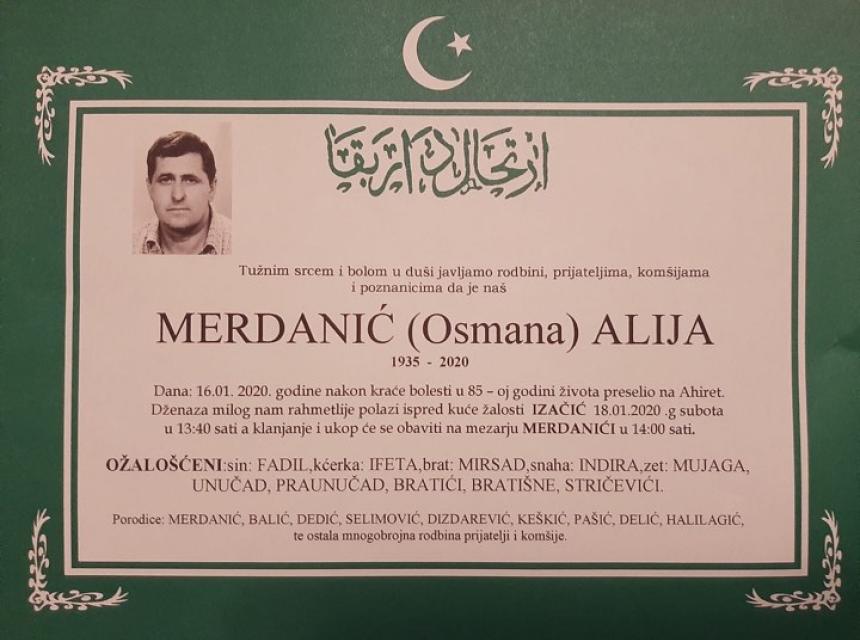 ارتحال دار بقا
Tužnim srcem i bolom u duši javljamo rodbini, prijateljima, komšijama
i poznanicima da je naš
MERDANIĆ (Osmana) ALIJA
1935 - 2020
Dana: 16.01. 2020. godine nakon kraće bolesti u 85 – oj godini života preselio na Ahiret.
Dženaza milog nam rahmetlije polazi ispred kuće žalosti IZAČIĆ 18.01.2020 .g subota
u 13:40 sati a klanjanje i ukop će se obaviti na mezarju MERDANIĆI u 14:00 sati.
OŽALOŠĆENI:sin: FADIL,kćerka: IFETA,brat: MIRSAD,snaha: INDIRA,zet: MUJAGA,
UNUČAD, PRAUNUČAD, BRATIĆI, BRATIŠNE, STRIČEVIĆI.
Porodice: MERDANIĆ, BALIĆ, DEDIĆ, SELIMOVIĆ, DIZDAREVIĆ, KEŠKIĆ, PAŠIĆ, DELIĆ, HALILAGIĆ,
te ostala mnogobrojna rodbina prijatelji i komšije.